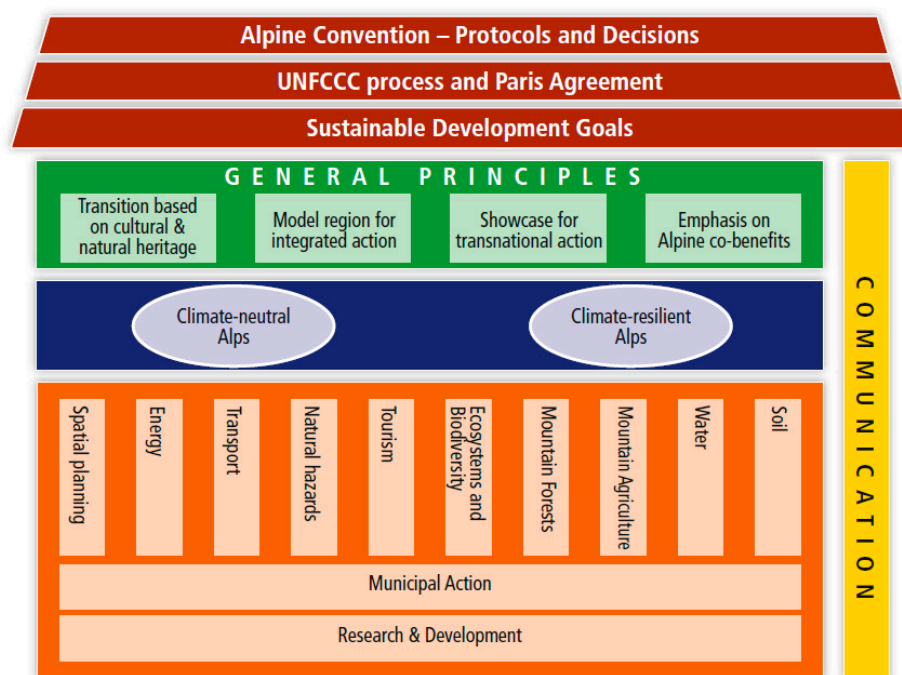 Alpine Convention – Protocols and Decisions
UNFCCC process and Paris Agreement
Sustainable Development Goals
GENERAL PRINCIPLES
Transition based
on cultural &
natural heritage
Model region for
integrated action
Showcase for
transnational action
Emphasis on
Alpine co-benefits
Climate-neutral
Alps
Climate-resilient
Alps
Spatial planning
Energy
Transport
Natural hazards
Tourism
Ecosystems and
Biodiversity
Mountain Forests
Mountain Agriculture
Water
Soil
Municipal Action
Research & Development
COMMUNICATION